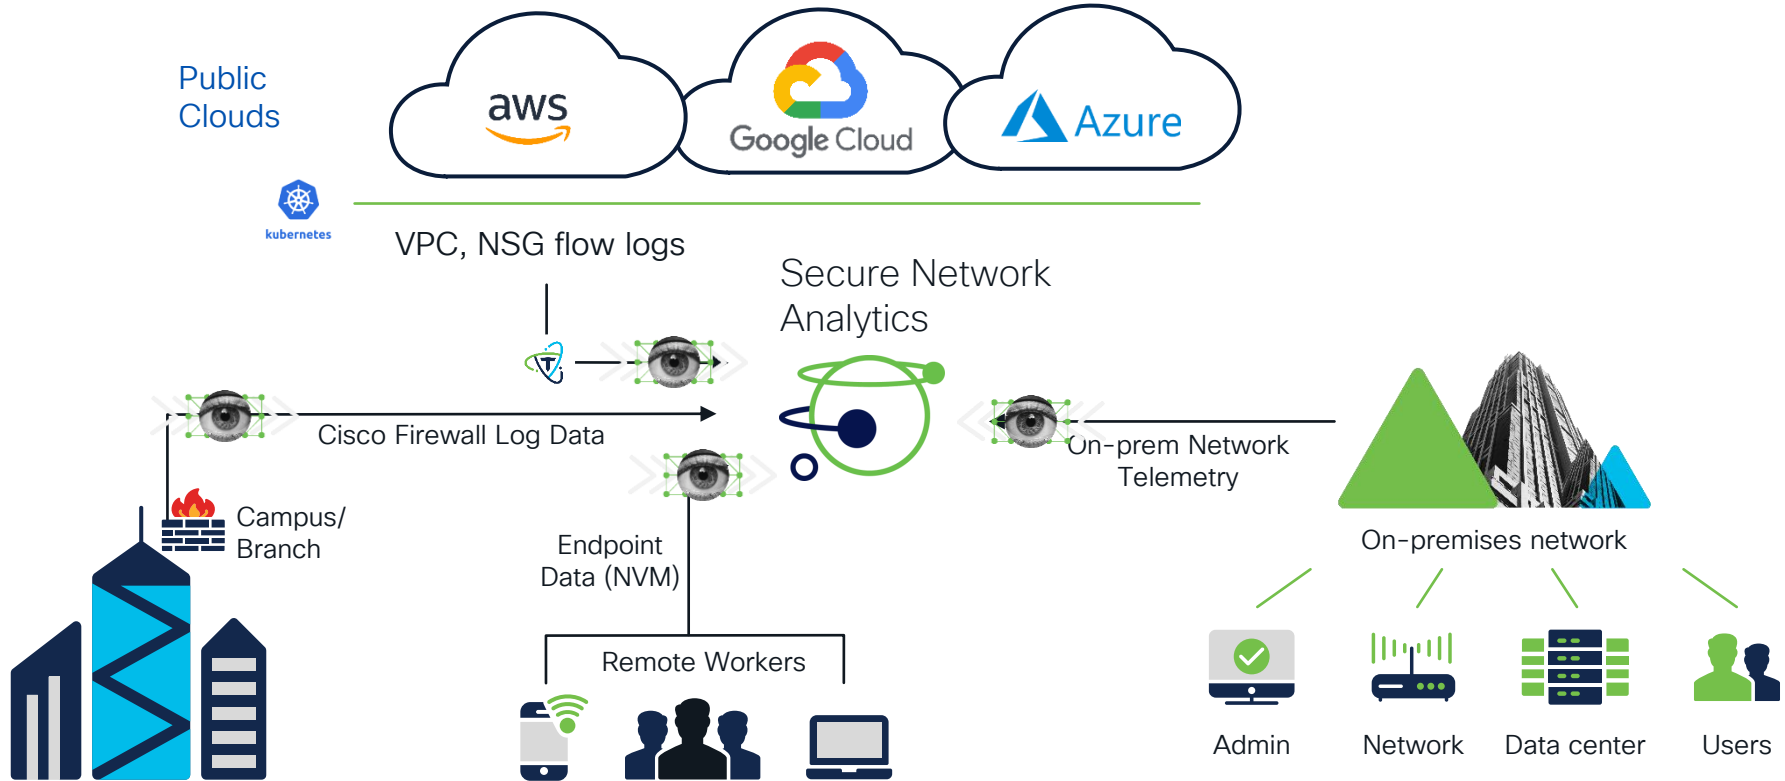 Public
Clouds
aws
Google Cloud
Azure
kubernetes
VPC, NSG flow logs
Secure Network
Analytics
T
Cisco Firewall Log Data
On-prem Network
Telemetry
Campus/
Branch
Endpoint
Data (NVM)
On-premises network
Remote Workers
Admin
Network
Data center
Users